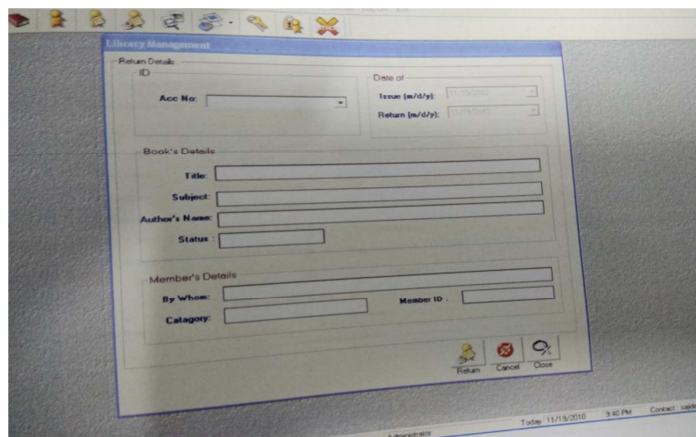 Library Management
Return Details
ID
Acc No:
Date of
Issue (m/d/y):
Return (m/d/y):
Book's Details
Title:
Subject:
Author's Name:
Status :
Member's Details
By Whom:
Member ID :
Catagory:
Return
Cancel
Close
Administrator
Today: 11/19/2010
9:40 PM
Contact: